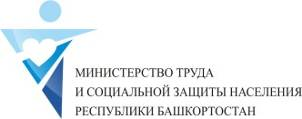 МИНИСТЕРСТВО ТРУДА
И СОЦИАЛЬНОЙ ЗАЩИТЫ НАСЕЛЕНИЯ
РЕСПУБЛИКИ БАШКОРТОСТАН